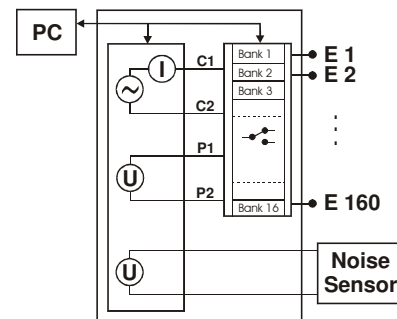 PC
I
C1
~
C2
P1
U
P2
U
Bank 1
Bank 2
Bank 3
Bank 16
E 1
E 2
E 160
Noise
Sensor